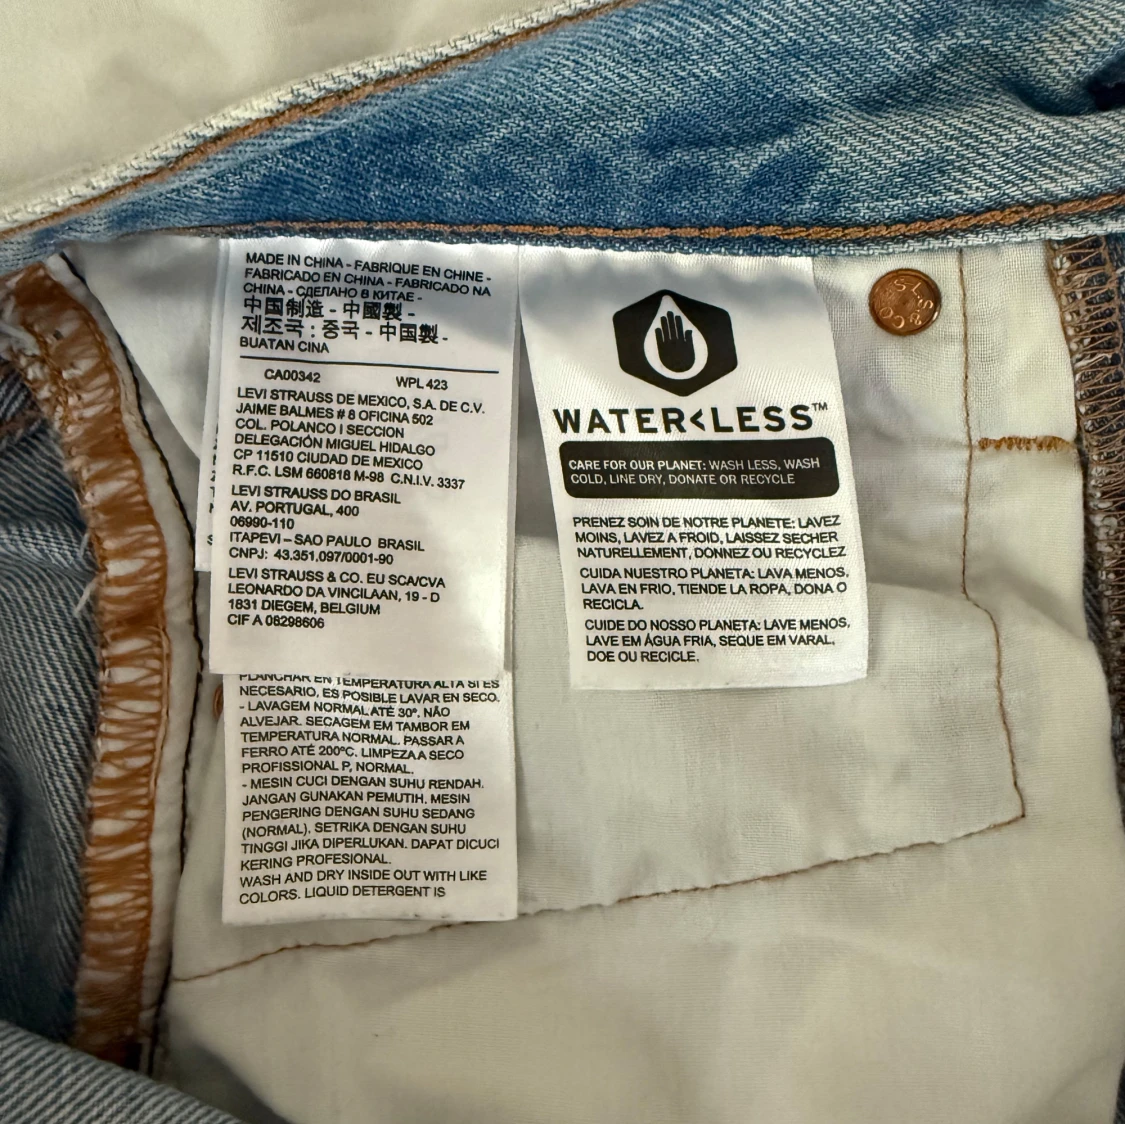 MADE IN CHINA - FABRIQUE EN CHINE -
FABRICADO EN CHINA - FABRICADO NA
CHINA - СДЕЛАНО В КИТАЕ -
中国制造 - 中國製 -
제조국 : 중국 - 中国製 -
BUATAN CINA
CA00342 WPL 423
LEVI STRAUSS DE MEXICO, S.A. DE C.V.
JAIME BALMES # 8 OFICINA 502
COL. POLANCO I SECCION
DELEGACIÓN MIGUEL HIDALGO
CP 11510 CIUDAD DE MEXICO
R.F.C. LSM 660818 M-98 C.N.I.V. 3337
LEVI STRAUSS DO BRASIL
AV. PORTUGAL, 400
06990-110
ITAPEVI – SAO PAULO BRASIL
CNPJ: 43.351.097/0001-90
LEVI STRAUSS & CO. EU SCA/CVA
LEONARDO DA VINCILAAN, 19 - D
1831 DIEGEM, BELGIUM
CIF A 08298606
PLANCHAR EN TEMPERATURA ALTA SI ES
NECESARIO, ES POSIBLE LAVAR EN SECO.
- LAVAGEM NORMAL ATÉ 30º. NÃO
ALVEJAR. SECAGEM EM TAMBOR EM
TEMPERATURA NORMAL. PASSAR A
FERRO ATÉ 200ºC. LIMPEZA A SECO
PROFISSIONAL P, NORMAL.
- MESIN CUCI DENGAN SUHU RENDAH.
JANGAN GUNAKAN PEMUTIH. MESIN
PENGERING DENGAN SUHU SEDANG
(NORMAL). SETRIKA DENGAN SUHU
TINGGI JIKA DIPERLUKAN. DAPAT DICUCI
KERING PROFESIONAL.
WASH AND DRY INSIDE OUT WITH LIKE
COLORS. LIQUID DETERGENT IS
WATER<LESS™
CARE FOR OUR PLANET: WASH LESS, WASH
COLD, LINE DRY, DONATE OR RECYCLE
PRENEZ SOIN DE NOTRE PLANETE: LAVEZ
MOINS, LAVEZ A FROID, LAISSEZ SECHER
NATURELLEMENT, DONNEZ OU RECYCLEZ
CUIDA NUESTRO PLANETA: LAVA MENOS,
LAVA EN FRIO, TIENDE LA ROPA, DONA O
RECICLA.
CUIDE DO NOSSO PLANETA: LAVE MENOS,
LAVE EM ÁGUA FRIA, SEQUE EM VARAL,
DOE OU RECICLE.
L.S.&CO